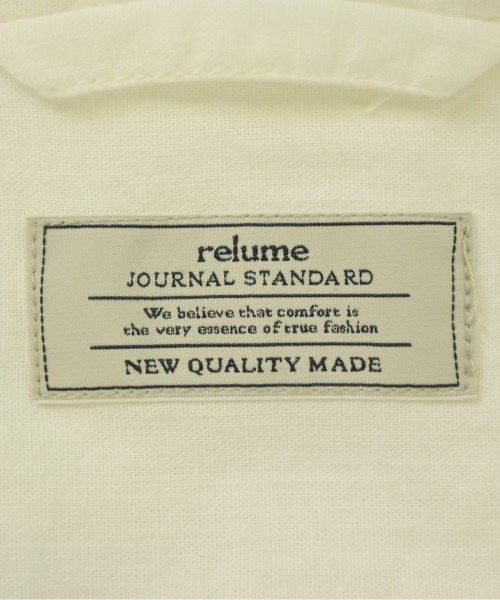 relume
JOURNAL STANDARD
We believe that comfort is
the very essence of true fashion
NEW QUALITY MADE